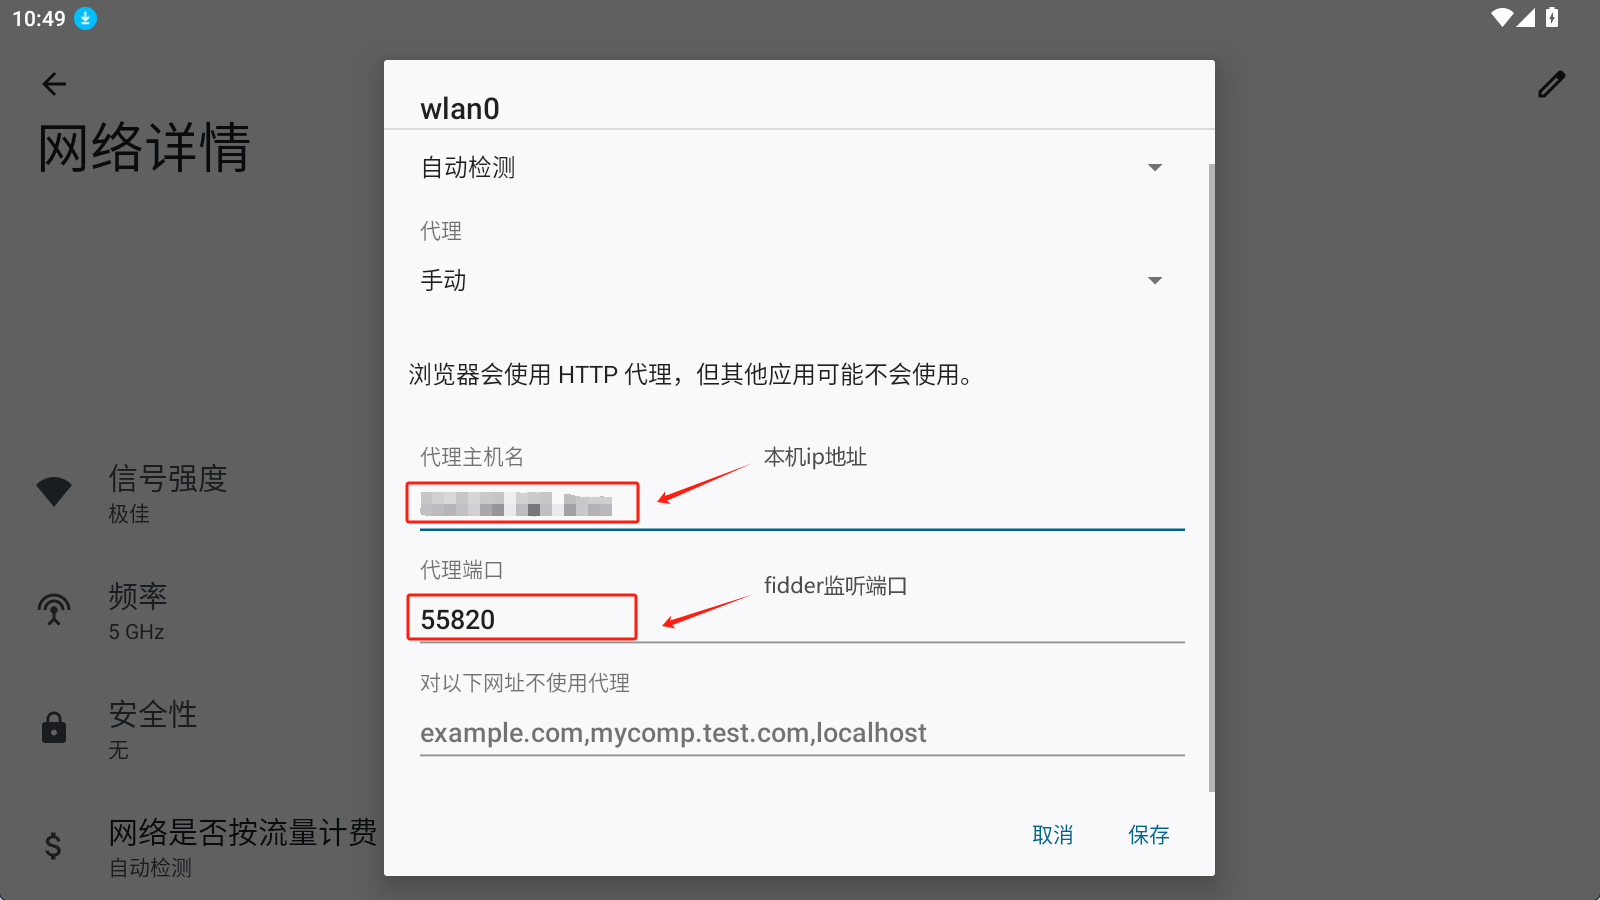 10:49
网络详情
wlan0
自动检测
代理
手动
浏览器会使用 HTTP 代理，但其他应用可能不会使用。
代理主机名
本机ip地址
代理端口
fidder监听端口
55820
对以下网址不使用代理
example.com,mycomp.test.com,localhost
取消
保存
信号强度
极佳
频率
5 GHz
安全性
无
网络是否按流量计费
自动检测